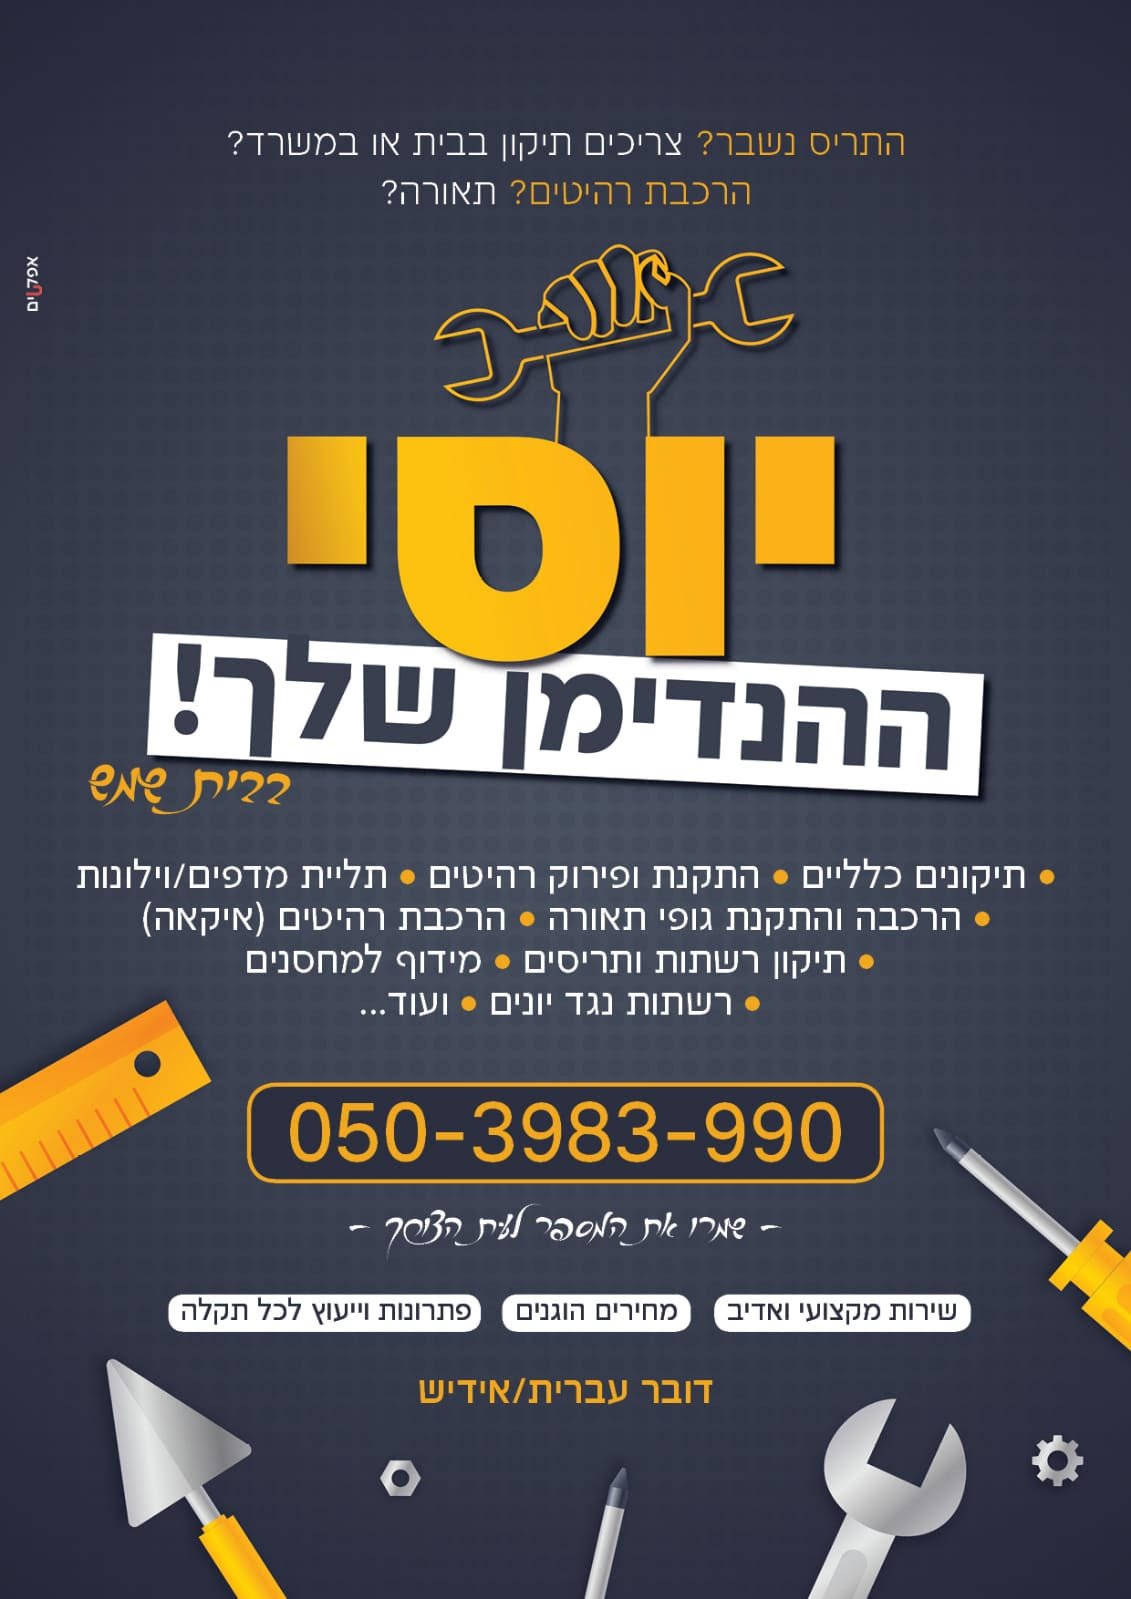 התריס נשבר? צריכים תיקון בבית או במשרד?
הרכבת רהיטים? תאורה?
אפקטים
יוסי
ההנדימן שלך!
בבית שמש
• תיקונים כלליים • התקנת ופירוק רהיטים • תליית מדפים/וילונות
• הרכבה והתקנת גופי תאורה • הרכבת רהיטים (איקאה)
• תיקון רשתות ותריסים • מידוף למחסנים
• רשתות נגד יונים • ועוד...
050-3983-990
- שמרו את המספר לעת הצורך -
שירות מקצועי ואדיב מחירים הוגנים פתרונות וייעוץ לכל תקלה
דובר עברית/אידיש